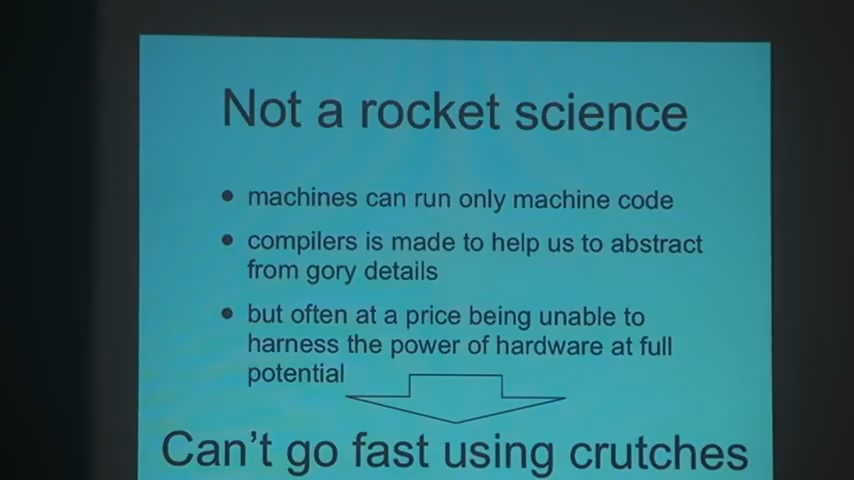 Not a rocket science
● machines can run only machine code
● compilers is made to help us to abstract
from gory details
● but often at a price being unable to
harness the power of hardware at full
potential
Can't go fast using crutches